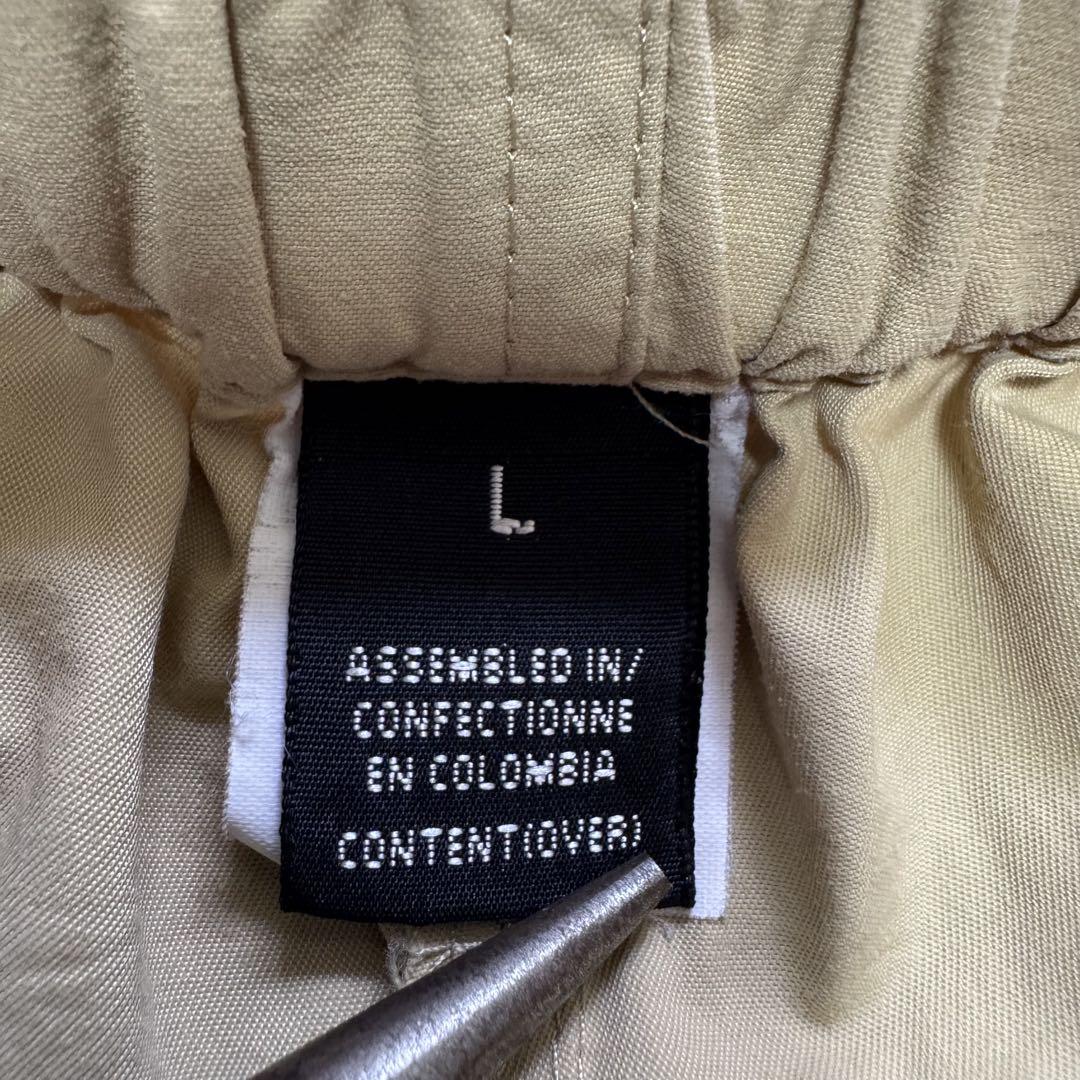 L
ASSEMBLED IN/
CONFECTIONNE
EN COLOMBIA
CONTENT(OVER)